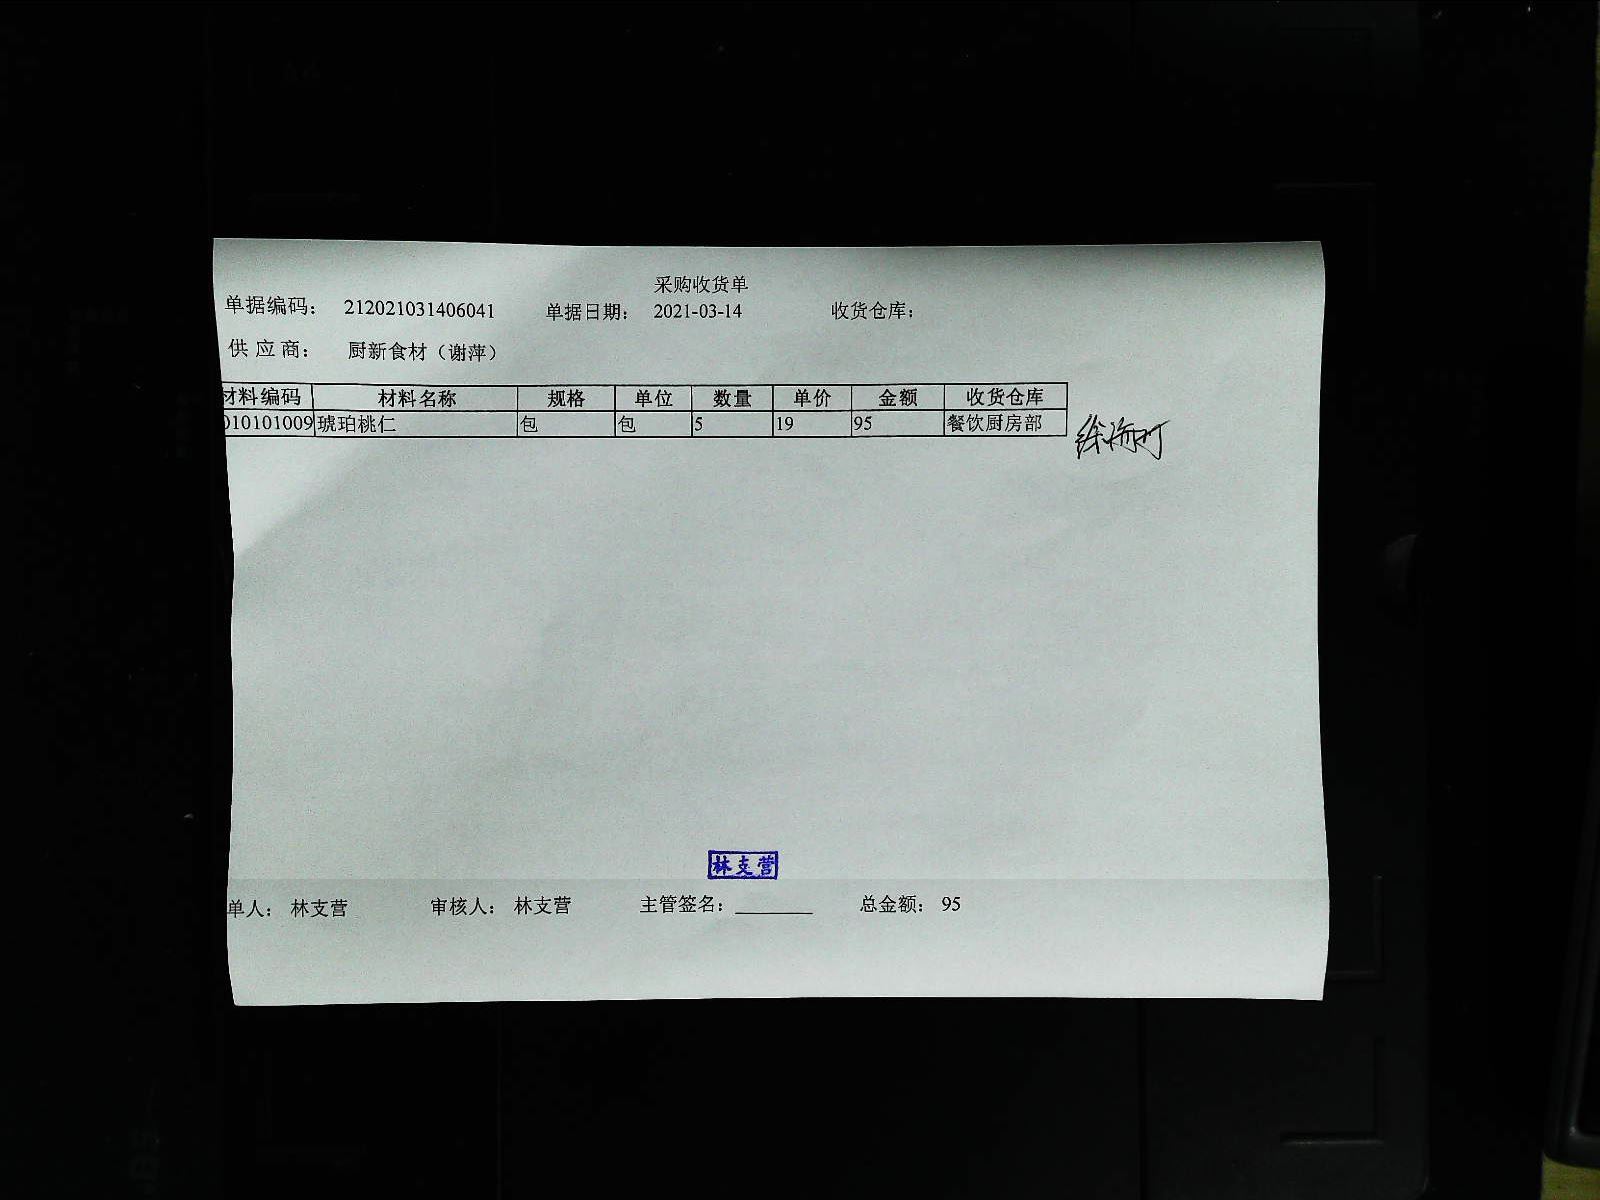 采购收货单
单据编码： 212021031406041 单据日期： 2021-03-14 收货仓库：
供 应 商： 厨新食材（谢萍）
材料编码 材料名称 规格 单位 数量 单价 金额 收货仓库
010101009 琥珀桃仁 包 包 5 19 95 餐饮厨房部
林支营
单人： 林支营 审核人： 林支营 主管签名：________ 总金额： 95